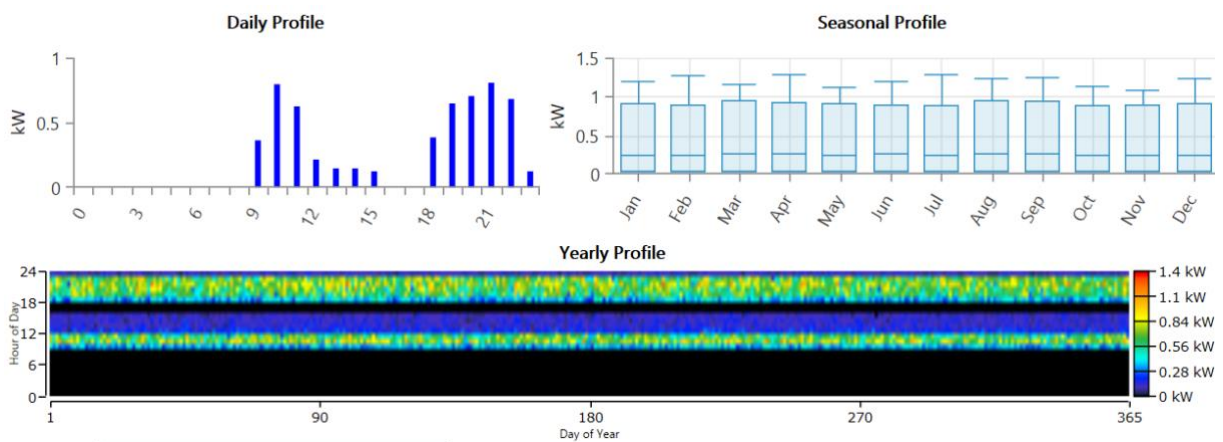 Daily Profile
1
0.5
0
kW
0 3 6 9 12 15 18 21
Seasonal Profile
1.5
1
0.5
0
kW
Jan Feb Mar Apr May Jun Jul Aug Sep Oct Nov Dec
Yearly Profile
24
18
12
6
0
Hour of Day
1 90 180 270 365
Day of Year
1.4 kW
1.1 kW
0.84 kW
0.56 kW
0.28 kW
0 kW